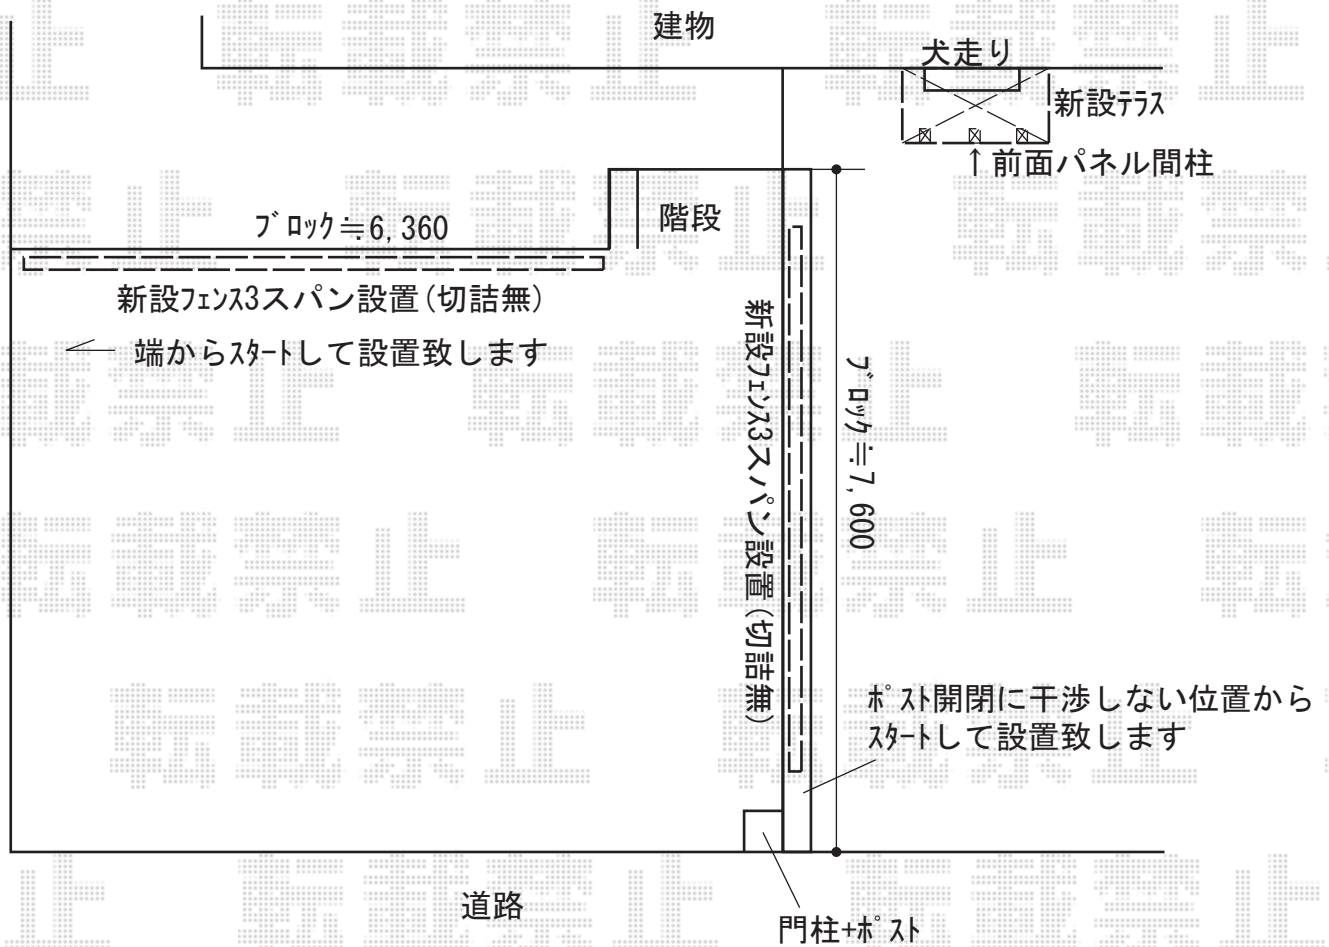 建物
犬走り
新設ﾃﾗｽ
↑ 前面パネル間柱
ﾌﾞﾛｯｸ≒6,360
階段
新設ﾌｪﾝｽ3スパン設置(切詰無)
端からｽﾀｰﾄして設置致します
新設ﾌｪﾝｽ3スパン設置(切詰無)
ﾌﾞﾛｯｸ≒7,600
ﾎﾟｽﾄ開閉に干渉しない位置から
ｽﾀｰﾄして設置致します
道路
門柱+ﾎﾟｽﾄ
転載禁止